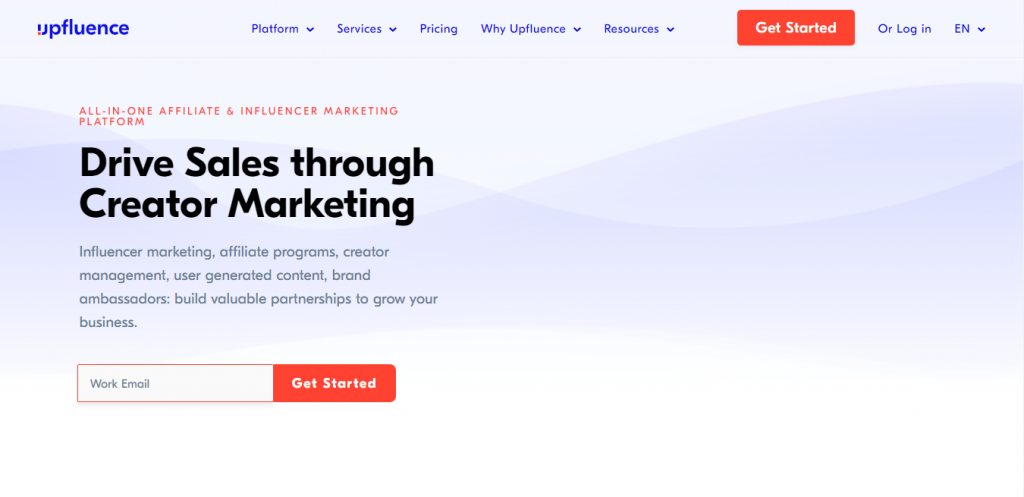 upfluence
Platform
Services
Pricing
Why Upfluence
Resources
Get Started
Or Log in
EN
ALL-IN-ONE AFFILIATE & INFLUENCER MARKETING
PLATFORM
Drive Sales through
Creator Marketing
Influencer marketing, affiliate programs, creator
management, user generated content, brand
ambassadors: build valuable partnerships to grow your
business.
Work Email
Get Started